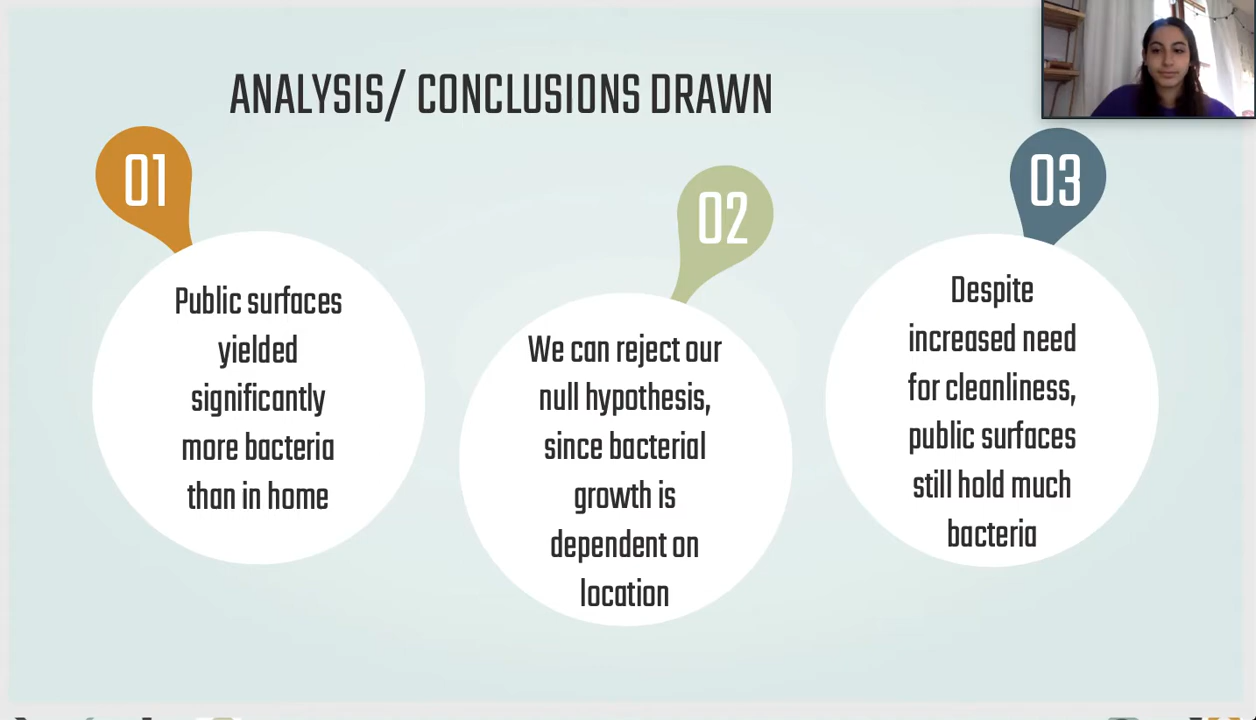 ANALYSIS/ CONCLUSIONS DRAWN
01
Public surfaces
yielded
significantly
more bacteria
than in home
02
We can reject our
null hypothesis,
since bacterial
growth is
dependent on
location
03
Despite
increased need
for cleanliness,
public surfaces
still hold much
bacteria